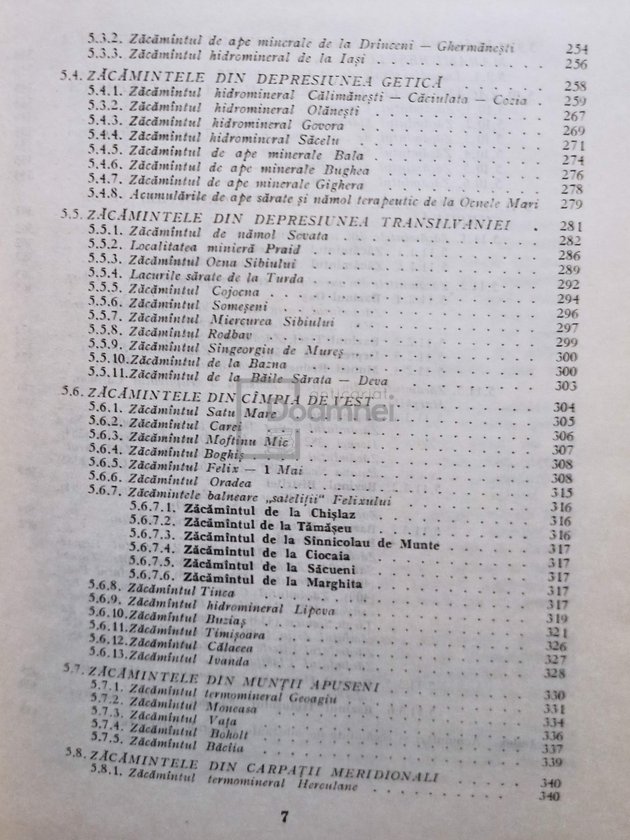 5.3.2. Zăcămîntul de ape minerale de la Drînceni — Ghermănești 254
5.3.3. Zăcămîntul hidromineral de la Iași . . . . . 256
5.4. ZĂCĂMINTELE DIN DEPRESIUNEA GETICĂ . . . . 258
5.4.1. Zăcămîntul hidromineral Călimănești — Căciulata — Cozia . 259
5.3.2. Zăcămîntul hidromineral Olănești . . . . . 267
5.4.3. Zăcămîntul hidromineral Govora . . . . . 269
5.4.4. Zăcămîntul hidromineral Săcelu . . . . . 271
5.4.5. Zăcămîntul de ape minerale Bala . . . . . 274
5.4.6. Zăcămîntul de ape minerale Bughea . . . . . 276
5.4.7. Zăcămîntul de ape minerale Gighera . . . . . 278
5.4.8. Acumulările de ape sărate și nămol terapeutic de la Ocnele Mari 279
5.5. ZĂCĂMINTELE DIN DEPRESIUNEA TRANSILVANIEI . 281
5.5.1. Zăcămîntul de nămol Sovata . . . . . 282
5.5.2. Localitatea minieră Praid . . . . . 286
5.5.3. Zăcămîntul Ocna Sibiului . . . . . 289
5.5.4. Lacurile sărate de la Turda . . . . . 292
5.5.5. Zăcămîntul Cojocna . . . . . 294
5.5.6. Zăcămîntul Someșeni . . . . . 296
5.5.7. Zăcămîntul Miercurea Sibiului . . . . . 297
5.5.8. Zăcămîntul Rodbav . . . . . 299
5.5.9. Zăcămîntul Sîngeorgiu de Mureș . . . . . 300
5.5.10. Zăcămîntul de la Bazna . . . . . 300
5.5.11. Zăcămîntul de la Băile Sărata — Deva . . . . . 303
5.6. ZĂCĂMINTELE DIN CÎMPIA DE VEST . . . . . 304
5.6.1. Zăcămîntul Satu Mare . . . . . 305
5.6.2. Zăcămîntul Carei . . . . . 306
5.6.3. Zăcămîntul Moftinu Mic . . . . . 307
5.6.4. Zăcămîntul Boghiș . . . . . 308
5.6.5. Zăcămîntul Felix — 1 Mai . . . . . 308
5.6.6. Zăcămîntul Oradea . . . . . 315
5.6.7. Zăcămintele balneare „sateliții” Felixului . . . . . 316
5.6.7.1. Zăcămîntul de la Chișlaz . . . . . 316
5.6.7.2. Zăcămîntul de la Tămășeu . . . . . 316
5.6.7.3. Zăcămîntul de la Sînnicolau de Munte . . . . . 317
5.6.7.4. Zăcămîntul de la Ciocaia . . . . . 317
5.6.7.5. Zăcămîntul de la Săcueni . . . . . 317
5.6.7.6. Zăcămîntul de la Marghita . . . . . 317
5.6.8. Zăcămîntul Tinca . . . . . 317
5.6.9. Zăcămîntul hidromineral Lipova . . . . . 319
5.6.10. Zăcămîntul Buziaș . . . . . 321
5.6.11. Zăcămîntul Timișoara . . . . . 326
5.6.12. Zăcămîntul Călacea . . . . . 327
5.6.13. Zăcămîntul Ivanda . . . . . 328
5.7. ZĂCĂMINTELE DIN MUNȚII APUSENI . . . . . 330
5.7.1. Zăcămîntul termomineral Geoagiu . . . . . 331
5.7.2. Zăcămîntul Moneasa . . . . . 334
5.7.3. Zăcămîntul Vața . . . . . 336
5.7.4. Zăcămîntul Boholt . . . . . 337
5.7.5. Zăcămîntul Băcîia . . . . . 339
5.8. ZĂCĂMINTELE DIN CARPAȚII MERIDIONALI . . . . . 340
5.8.1. Zăcămîntul termomineral Herculane . . . . . 340
7